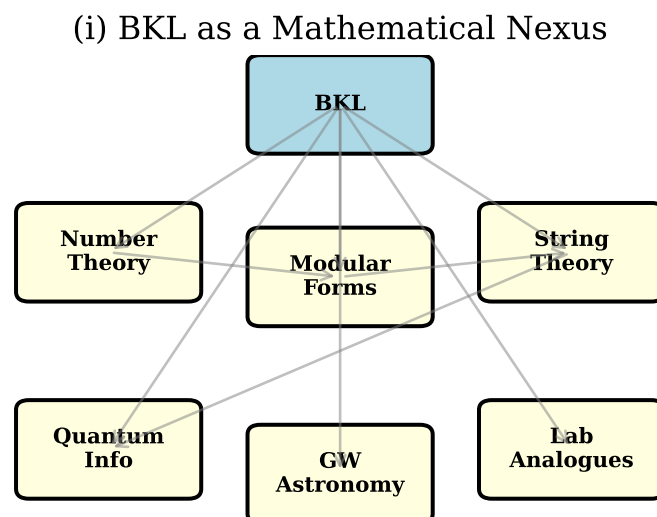 (i) BKL as a Mathematical Nexus
BKL
Number
Theory
Modular
Forms
String
Theory
Quantum
Info
GW
Astronomy
Lab
Analogues